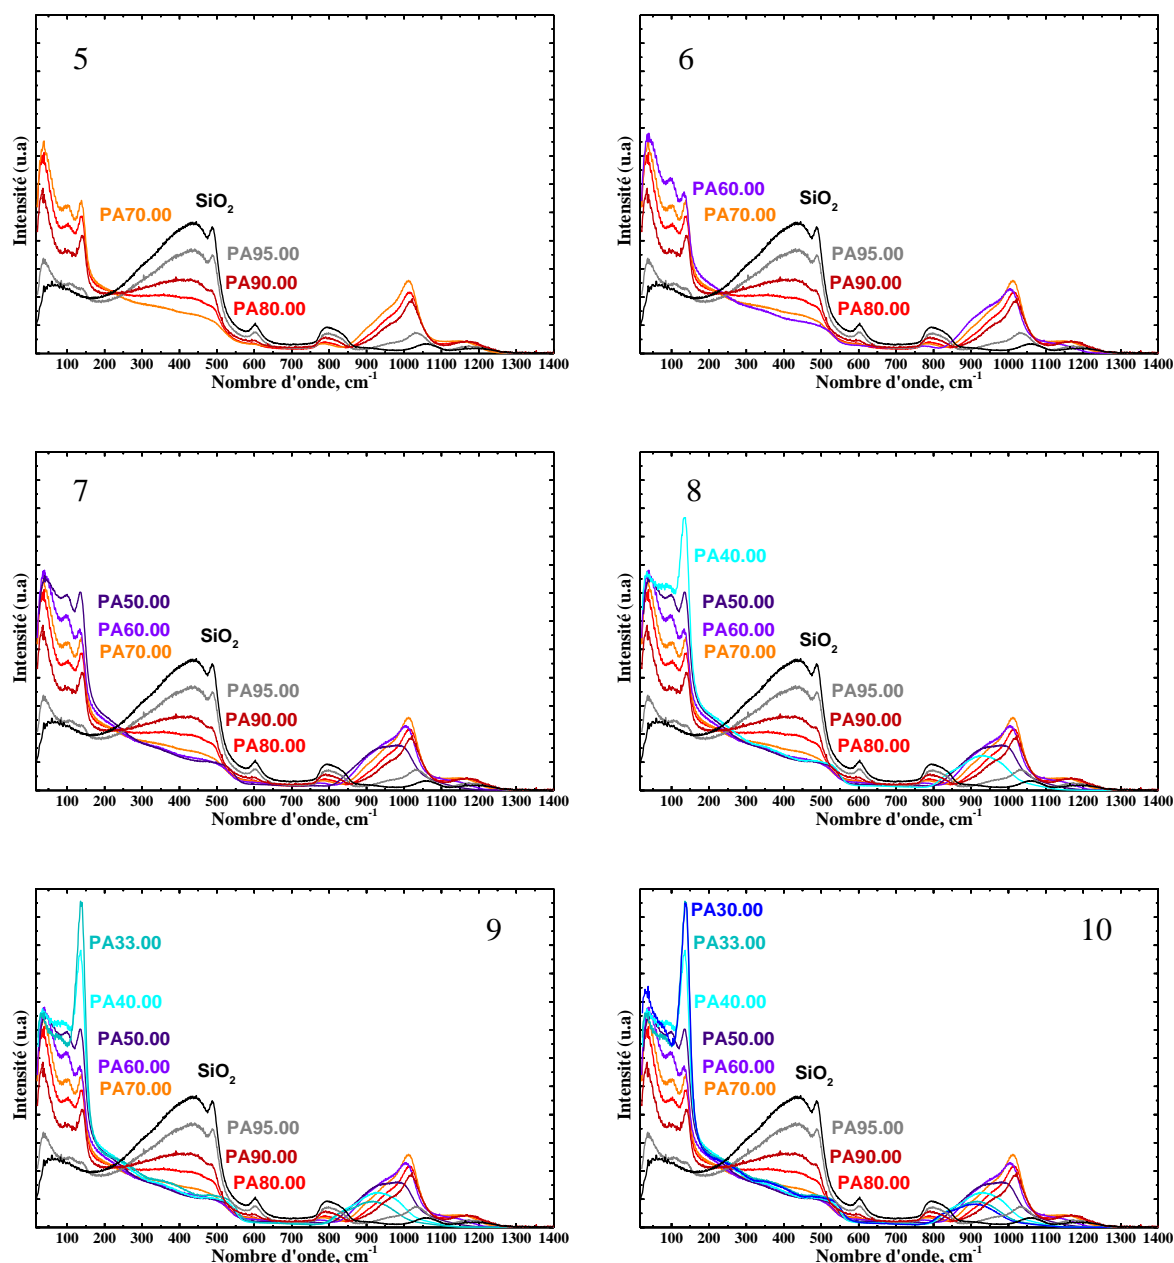 5
Intensité (u.a)
PA70.00
SiO2
PA95.00
PA90.00
PA80.00
100 200 300 400 500 600 700 800 900 1000 1100 1200 1300 1400
Nombre d'onde, cm-1
6
Intensité (u.a)
PA60.00
PA70.00
SiO2
PA95.00
PA90.00
PA80.00
100 200 300 400 500 600 700 800 900 1000 1100 1200 1300 1400
Nombre d'onde, cm-1
7
Intensité (u.a)
PA50.00
PA60.00
PA70.00
SiO2
PA95.00
PA90.00
PA80.00
100 200 300 400 500 600 700 800 900 1000 1100 1200 1300 1400
Nombre d'onde, cm-1
8
Intensité (u.a)
PA40.00
PA50.00
PA60.00
PA70.00
SiO2
PA95.00
PA90.00
PA80.00
100 200 300 400 500 600 700 800 900 1000 1100 1200 1300 1400
Nombre d'onde, cm-1
9
Intensité (u.a)
PA33.00
PA40.00
PA50.00
PA60.00
PA70.00
SiO2
PA95.00
PA90.00
PA80.00
100 200 300 400 500 600 700 800 900 1000 1100 1200 1300 1400
Nombre d'onde, cm-1
10
Intensité (u.a)
PA30.00
PA33.00
PA40.00
PA50.00
PA60.00
PA70.00
SiO2
PA95.00
PA90.00
PA80.00
100 200 300 400 500 600 700 800 900 1000 1100 1200 1300 1400
Nombre d'onde, cm-1